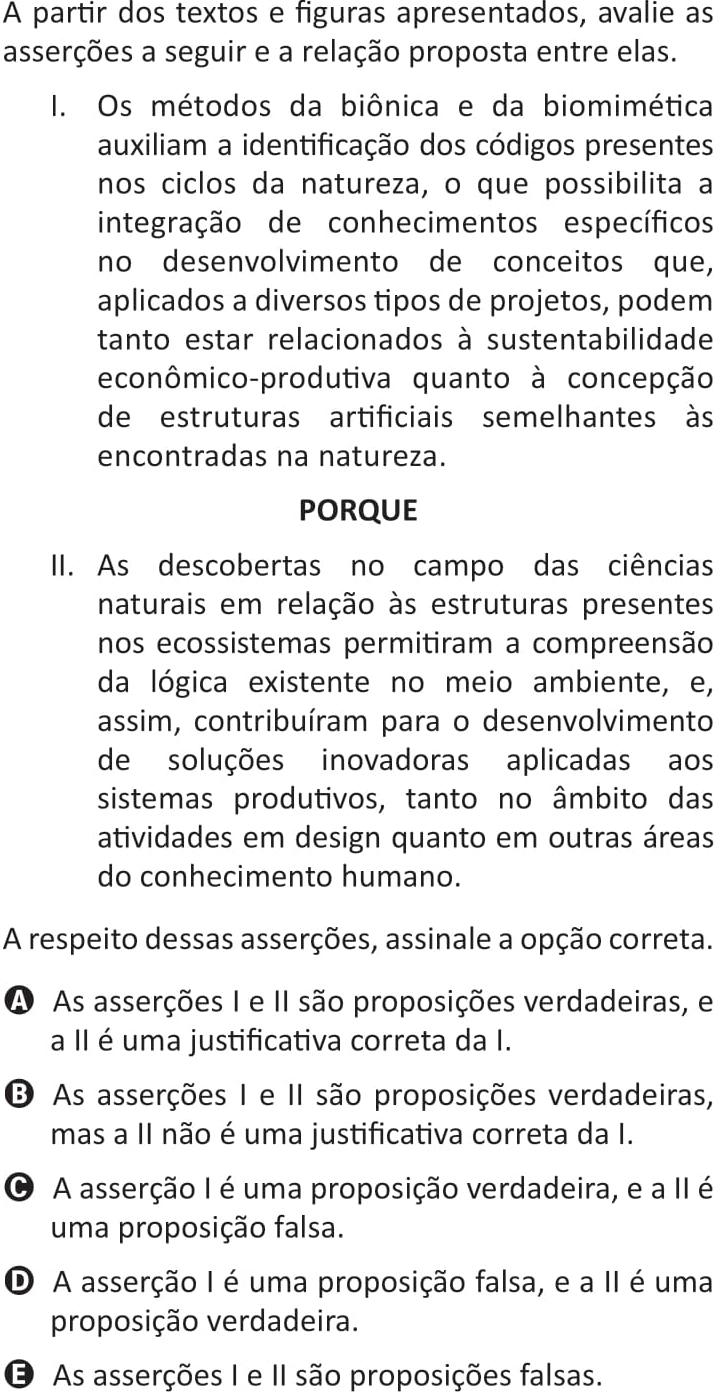 A partir dos textos e figuras apresentados, avalie as
asserções a seguir e a relação proposta entre elas.
I. Os métodos da biônica e da biomimética
auxiliam a identificação dos códigos presentes
nos ciclos da natureza, o que possibilita a
integração de conhecimentos específicos
no desenvolvimento de conceitos que,
aplicados a diversos tipos de projetos, podem
tanto estar relacionados à sustentabilidade
econômico-produtiva quanto à concepção
de estruturas artificiais semelhantes às
encontradas na natureza.
PORQUE
II. As descobertas no campo das ciências
naturais em relação às estruturas presentes
nos ecossistemas permitiram a compreensão
da lógica existente no meio ambiente, e,
assim, contribuíram para o desenvolvimento
de soluções inovadoras aplicadas aos
sistemas produtivos, tanto no âmbito das
atividades em design quanto em outras áreas
do conhecimento humano.
A respeito dessas asserções, assinale a opção correta.
A As asserções I e II são proposições verdadeiras, e
a II é uma justificativa correta da I.
B As asserções I e II são proposições verdadeiras,
mas a II não é uma justificativa correta da I.
C A asserção I é uma proposição verdadeira, e a II é
uma proposição falsa.
D A asserção I é uma proposição falsa, e a II é uma
proposição verdadeira.
E As asserções I e II são proposições falsas.